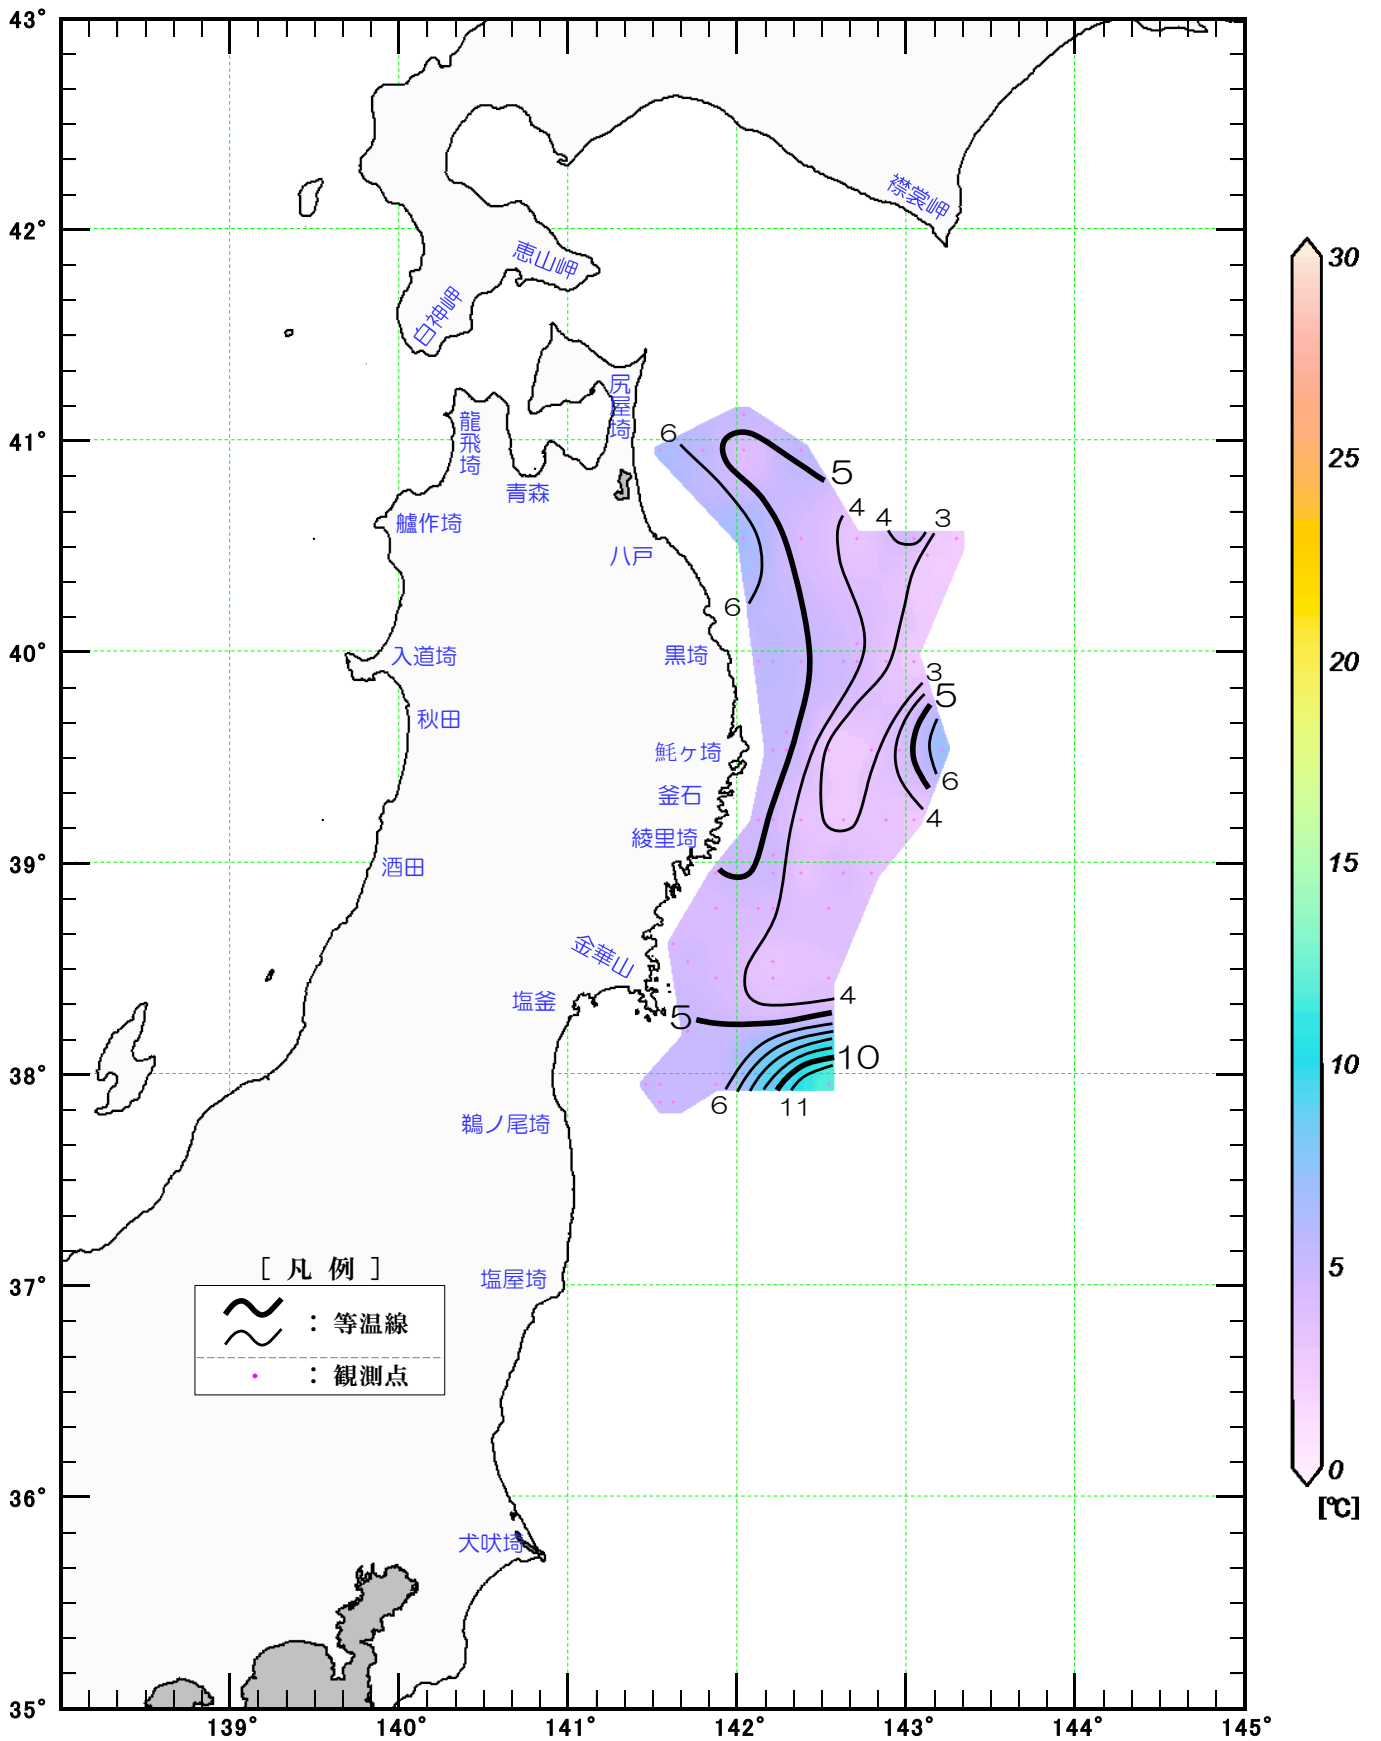 43°
42°
41°
40°
39°
38°
37°
36°
35°
139°
140°
141°
142°
143°
144°
145°
襟裳岬
恵山岬
白神岬
尻屋埼
龍飛埼
青森
艫作埼
八戸
入道埼
黒埼
秋田
魹ヶ埼
釜石
綾里埼
酒田
金華山
塩釜
鵜ノ尾埼
塩屋埼
犬吠埼
6
5
4
4
3
6
3
5
6
4
4
5
10
6
11
[ 凡 例 ]
: 等温線
: 観測点
30
25
20
15
10
5
0
[℃]